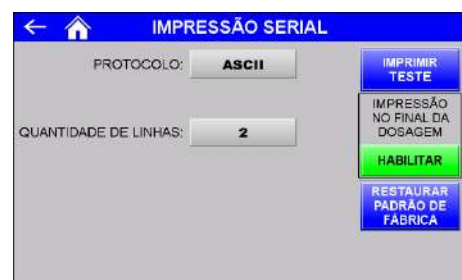 IMPRESSÃO SERIAL
PROTOCOLO: ASCII
IMPRIMIR
TESTE
IMPRESSÃO
NO FINAL DA
DOSAGEM
QUANTIDADE DE LINHAS: 2
HABILITAR
RESTAURAR
PADRÃO DE
FÁBRICA